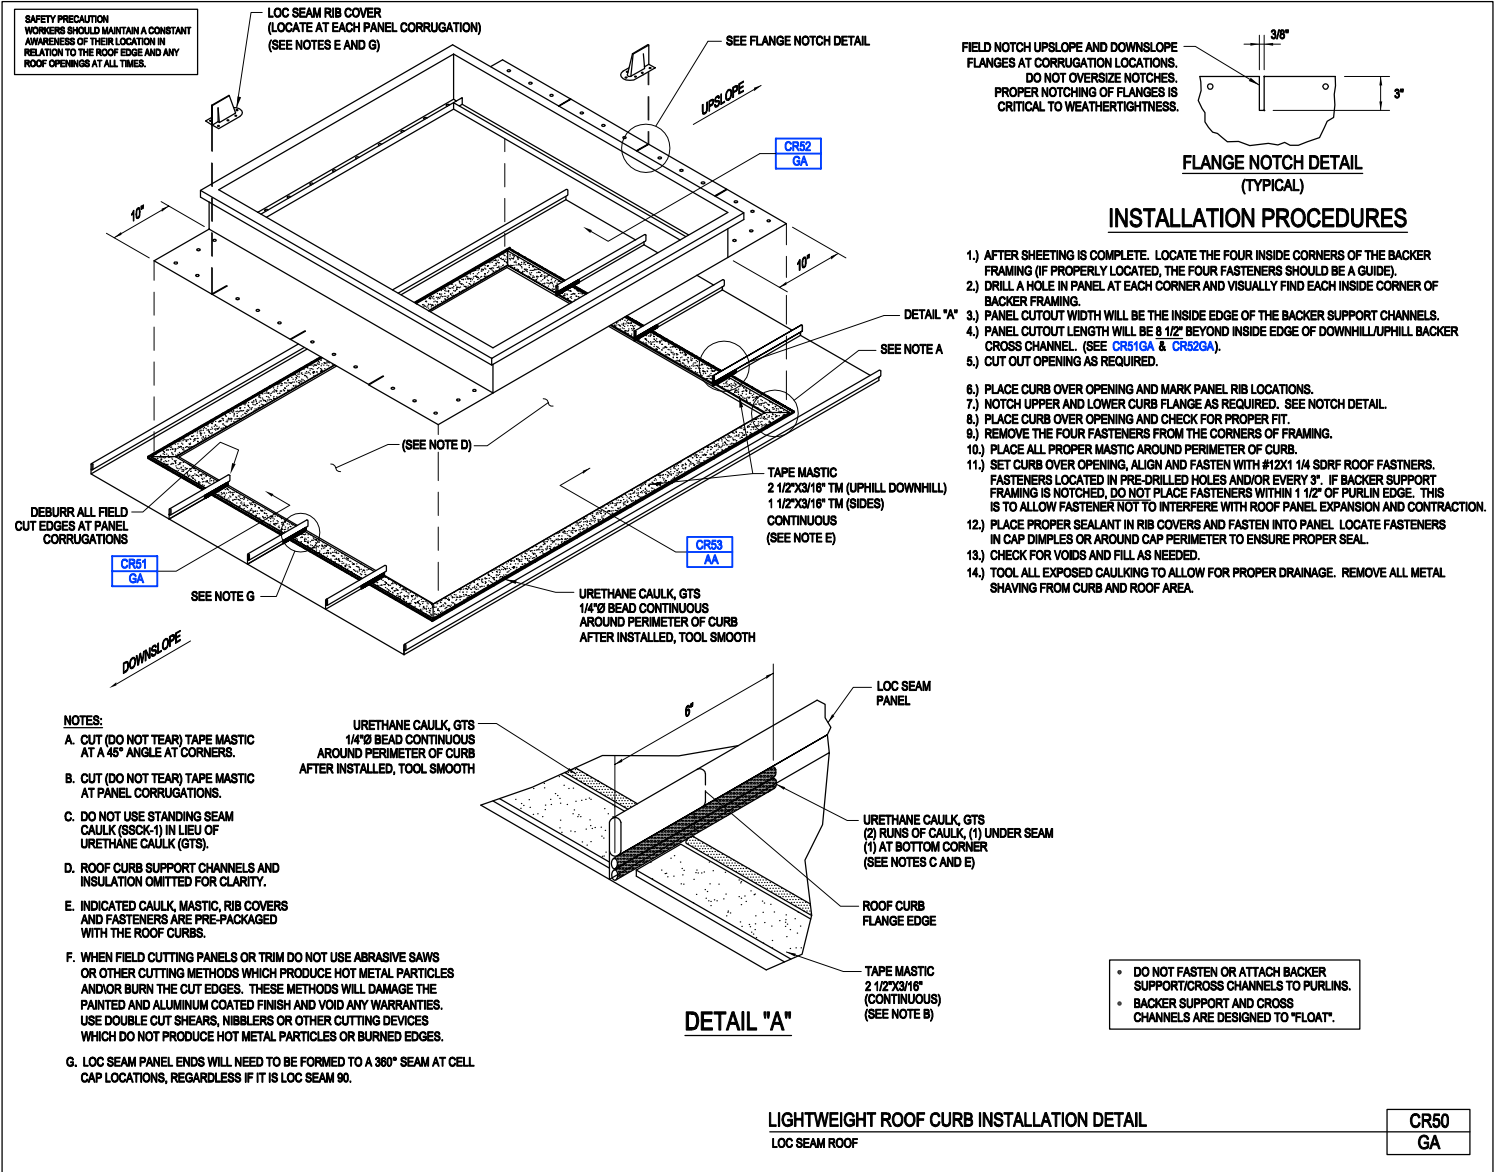 SAFETY PRECAUTION
WORKERS SHOULD MAINTAIN A CONSTANT
AWARENESS OF THEIR LOCATION IN
RELATION TO THE ROOF EDGE AND ANY
ROOF OPENINGS AT ALL TIMES.
LOC SEAM RIB COVER
(LOCATE AT EACH PANEL CORRUGATION)
(SEE NOTES E AND G)
SEE FLANGE NOTCH DETAIL
UPSLOPE
CR52
GA
10"
10"
DETAIL "A"
SEE NOTE A
(SEE NOTE D)
TAPE MASTIC
2 1/2"X3/16" TM (UPHILL DOWNHILL)
1 1/2"X3/16" TM (SIDES)
CONTINUOUS
(SEE NOTE E)
DEBURR ALL FIELD
CUT EDGES AT PANEL
CORRUGATIONS
CR51
GA
CR53
AA
SEE NOTE G
URETHANE CAULK, GTS
1/4"Ø BEAD CONTINUOUS
AROUND PERIMETER OF CURB
AFTER INSTALLED, TOOL SMOOTH
DOWNSLOPE
FIELD NOTCH UPSLOPE AND DOWNSLOPE
FLANGES AT CORRUGATION LOCATIONS.
DO NOT OVERSIZE NOTCHES.
PROPER NOTCHING OF FLANGES IS
CRITICAL TO WEATHERTIGHTNESS.
3/8"
3"
FLANGE NOTCH DETAIL
(TYPICAL)
INSTALLATION PROCEDURES
1.) AFTER SHEETING IS COMPLETE. LOCATE THE FOUR INSIDE CORNERS OF THE BACKER
FRAMING (IF PROPERLY LOCATED, THE FOUR FASTENERS SHOULD BE A GUIDE).
2.) DRILL A HOLE IN PANEL AT EACH CORNER AND VISUALLY FIND EACH INSIDE CORNER OF
BACKER FRAMING.
3.) PANEL CUTOUT WIDTH WILL BE THE INSIDE EDGE OF THE BACKER SUPPORT CHANNELS.
4.) PANEL CUTOUT LENGTH WILL BE 8 1/2" BEYOND INSIDE EDGE OF DOWNHILL/UPHILL BACKER
CROSS CHANNEL. (SEE CR51GA & CR52GA).
5.) CUT OUT OPENING AS REQUIRED.
6.) PLACE CURB OVER OPENING AND MARK PANEL RIB LOCATIONS.
7.) NOTCH UPPER AND LOWER CURB FLANGE AS REQUIRED. SEE NOTCH DETAIL.
8.) PLACE CURB OVER OPENING AND CHECK FOR PROPER FIT.
9.) REMOVE THE FOUR FASTENERS FROM THE CORNERS OF FRAMING.
10.) PLACE ALL PROPER MASTIC AROUND PERIMETER OF CURB.
11.) SET CURB OVER OPENING, ALIGN AND FASTEN WITH #12X1 1/4 SDRF ROOF FASTNERS.
FASTENERS LOCATED IN PRE-DRILLED HOLES AND/OR EVERY 3". IF BACKER SUPPORT
FRAMING IS NOTCHED, DO NOT PLACE FASTENERS WITHIN 1 1/2" OF PURLIN EDGE. THIS
IS TO ALLOW FASTENER NOT TO INTERFERE WITH ROOF PANEL EXPANSION AND CONTRACTION.
12.) PLACE PROPER SEALANT IN RIB COVERS AND FASTEN INTO PANEL LOCATE FASTENERS
IN CAP DIMPLES OR AROUND CAP PERIMETER TO ENSURE PROPER SEAL.
13.) CHECK FOR VOIDS AND FILL AS NEEDED.
14.) TOOL ALL EXPOSED CAULKING TO ALLOW FOR PROPER DRAINAGE. REMOVE ALL METAL
SHAVING FROM CURB AND ROOF AREA.
NOTES:
A. CUT (DO NOT TEAR) TAPE MASTIC
AT A 45° ANGLE AT CORNERS.
B. CUT (DO NOT TEAR) TAPE MASTIC
AT PANEL CORRUGATIONS.
C. DO NOT USE STANDING SEAM
CAULK (SSCK-1) IN LIEU OF
URETHANE CAULK (GTS).
D. ROOF CURB SUPPORT CHANNELS AND
INSULATION OMITTED FOR CLARITY.
E. INDICATED CAULK, MASTIC, RIB COVERS
AND FASTENERS ARE PRE-PACKAGED
WITH THE ROOF CURBS.
F. WHEN FIELD CUTTING PANELS OR TRIM DO NOT USE ABRASIVE SAWS
OR OTHER CUTTING METHODS WHICH PRODUCE HOT METAL PARTICLES
AND\OR BURN THE CUT EDGES. THESE METHODS WILL DAMAGE THE
PAINTED AND ALUMINUM COATED FINISH AND VOID ANY WARRANTIES.
USE DOUBLE CUT SHEARS, NIBBLERS OR OTHER CUTTING DEVICES
WHICH DO NOT PRODUCE HOT METAL PARTICLES OR BURNED EDGES.
G. LOC SEAM PANEL ENDS WILL NEED TO BE FORMED TO A 360° SEAM AT CELL
CAP LOCATIONS, REGARDLESS IF IT IS LOC SEAM 90.
URETHANE CAULK, GTS
1/4"Ø BEAD CONTINUOUS
AROUND PERIMETER OF CURB
AFTER INSTALLED, TOOL SMOOTH
6"
LOC SEAM
PANEL
URETHANE CAULK, GTS
(2) RUNS OF CAULK, (1) UNDER SEAM
(1) AT BOTTOM CORNER
(SEE NOTES C AND E)
ROOF CURB
FLANGE EDGE
TAPE MASTIC
2 1/2"X3/16"
(CONTINUOUS)
(SEE NOTE B)
DETAIL "A"
• DO NOT FASTEN OR ATTACH BACKER
SUPPORT/CROSS CHANNELS TO PURLINS.
• BACKER SUPPORT AND CROSS
CHANNELS ARE DESIGNED TO "FLOAT".
LIGHTWEIGHT ROOF CURB INSTALLATION DETAIL
LOC SEAM ROOF
CR50
GA